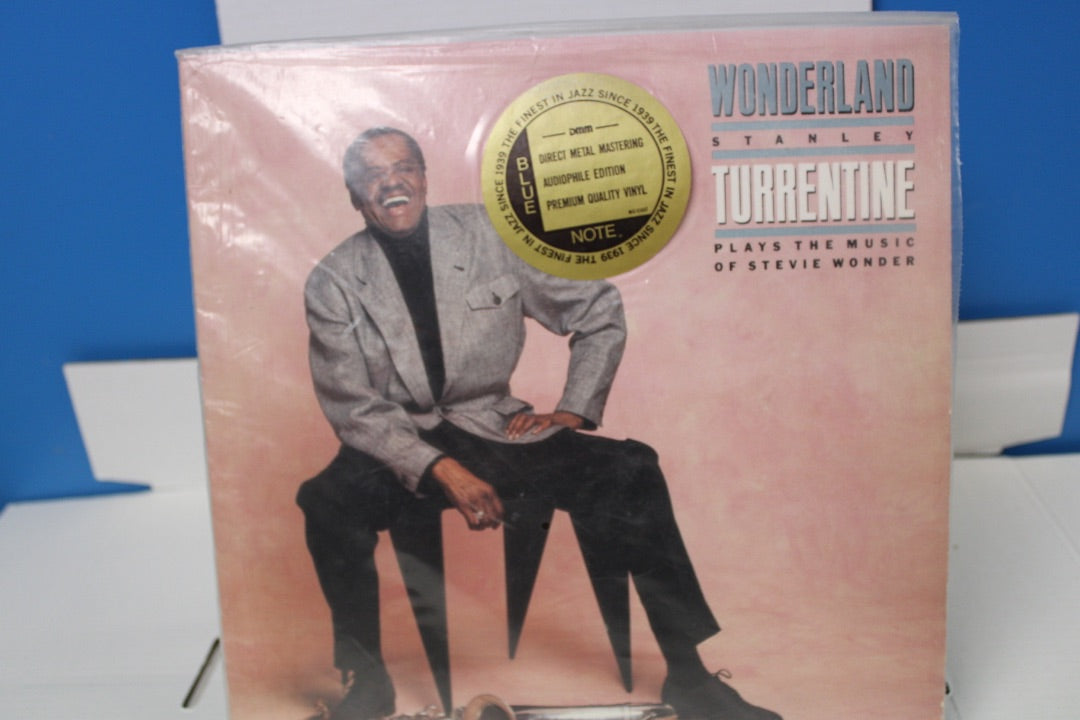 WONDERLAND
STANLEY
TURRENTINE
PLAYS THE MUSIC
OF STEVIE WONDER
THE FINEST IN JAZZ SINCE 1939 THE FINEST IN JAZZ SINCE 1939 THE FINEST IN JAZZ SINCE 1939
DMM
DIRECT METAL MASTERING
AUDIOPHILE EDITION
PREMIUM QUALITY VINYL
BLUE
NOTE